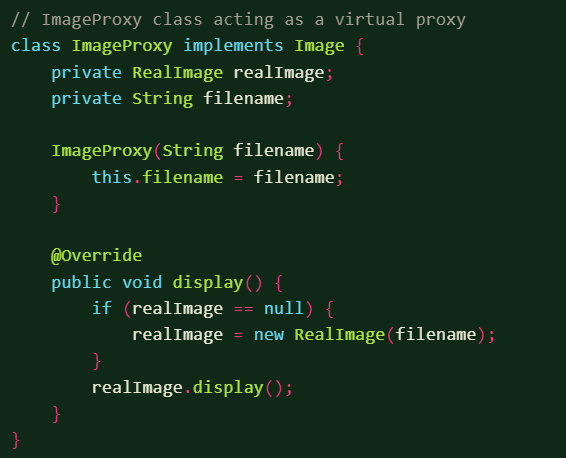 // ImageProxy class acting as a virtual proxy
class ImageProxy implements Image {
    private RealImage realImage;
    private String filename;

    ImageProxy(String filename) {
        this.filename = filename;
    }

    @Override
    public void display() {
        if (realImage == null) {
            realImage = new RealImage(filename);
        }
        realImage.display();
    }
}